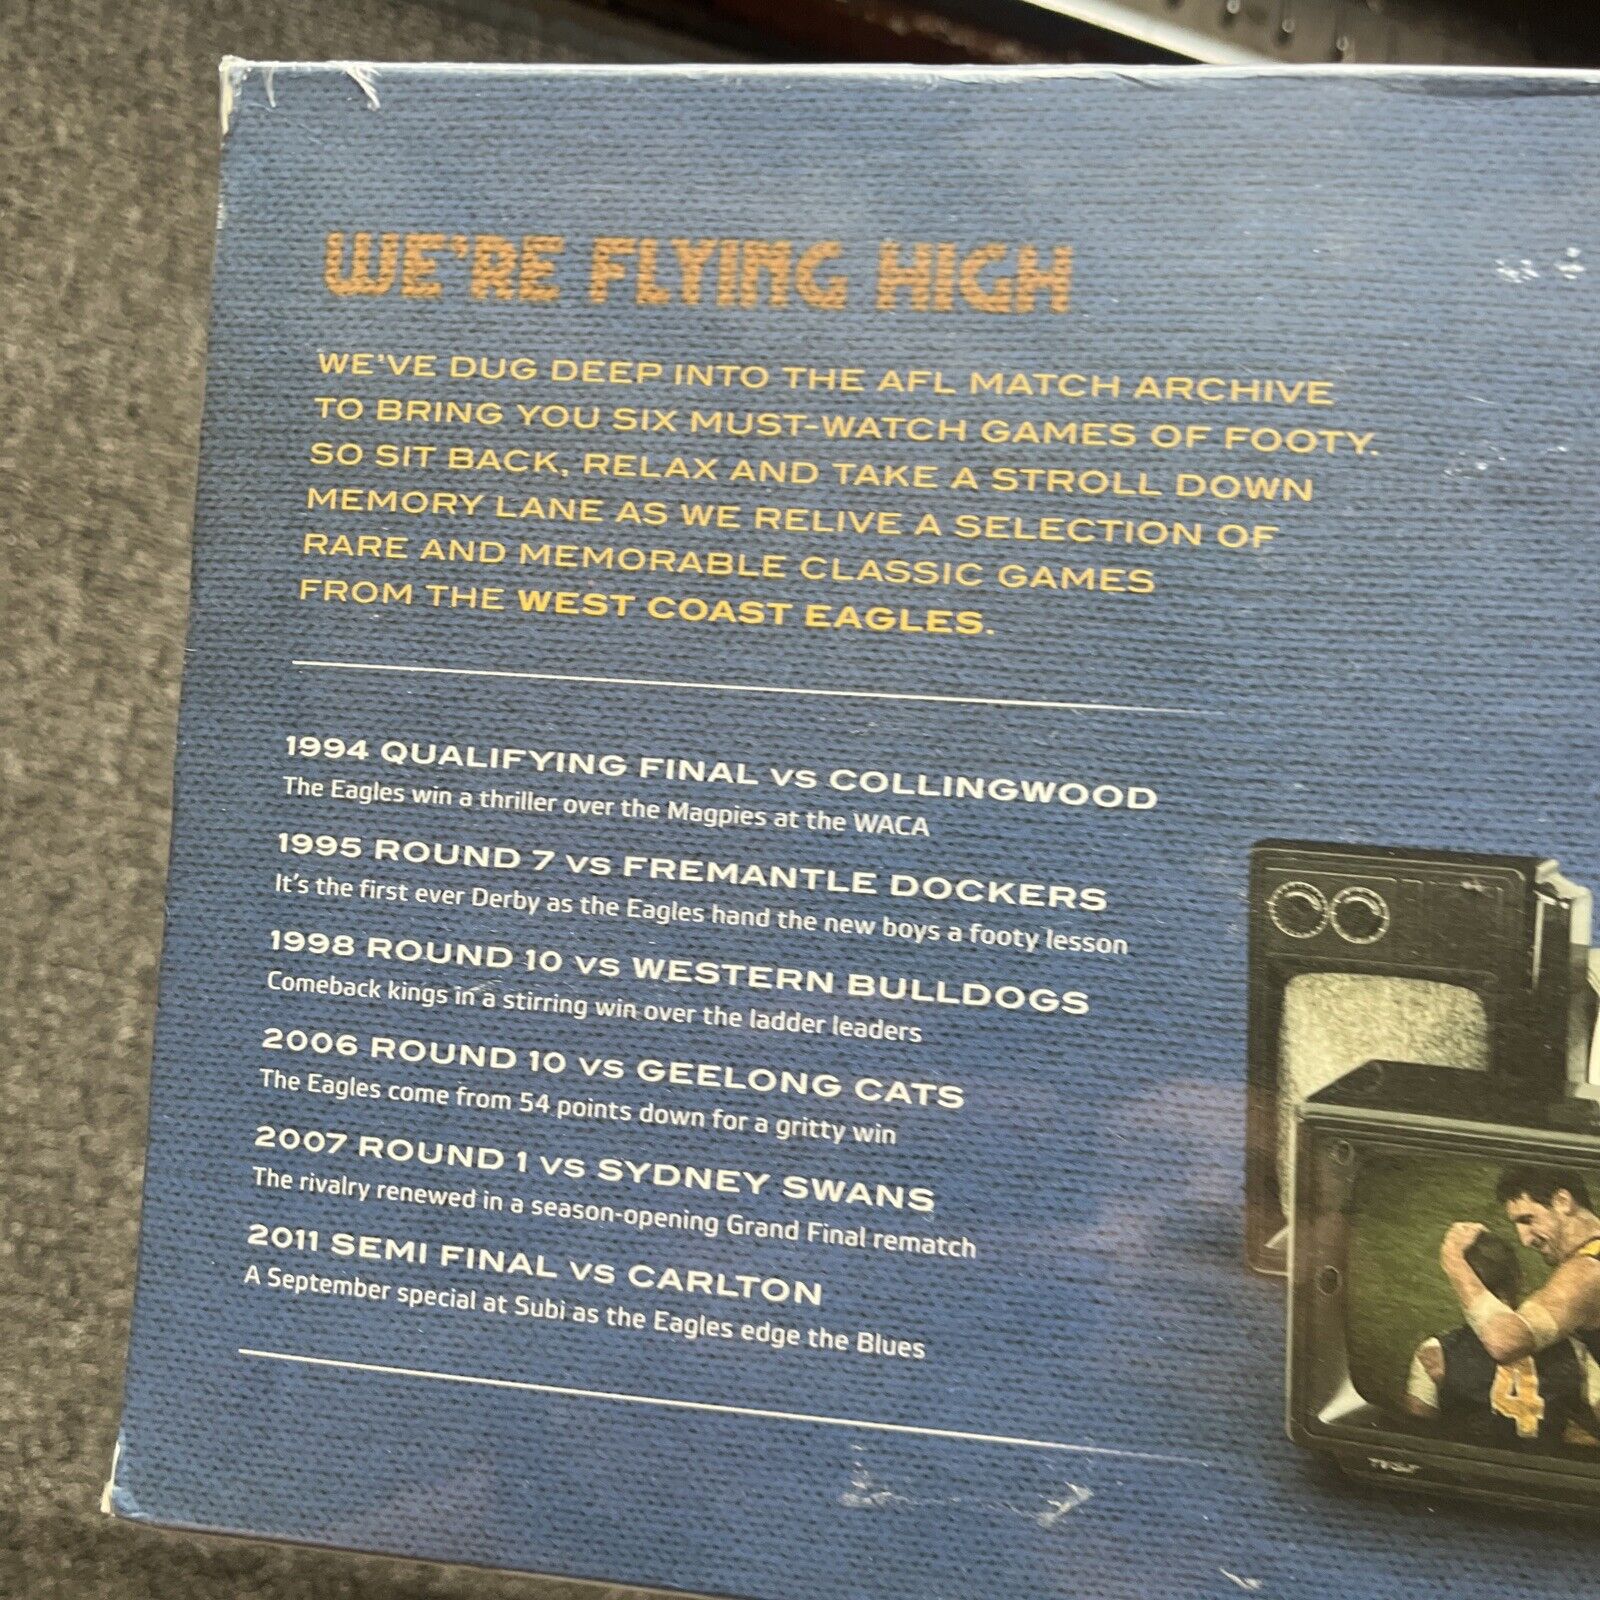 WE'RE FLYING HIGH
WE'VE DUG DEEP INTO THE AFL MATCH ARCHIVE
TO BRING YOU SIX MUST-WATCH GAMES OF FOOTY.
SO SIT BACK, RELAX AND TAKE A STROLL DOWN
MEMORY LANE AS WE RELIVE A SELECTION OF
RARE AND MEMORABLE CLASSIC GAMES
FROM THE WEST COAST EAGLES.
1994 QUALIFYING FINAL VS COLLINGWOOD
The Eagles win a thriller over the Magpies at the WACA
1995 ROUND 7 VS FREMANTLE DOCKERS
It's the first ever Derby as the Eagles hand the new boys a footy lesson
1998 ROUND 10 VS WESTERN BULLDOGS
Comeback kings in a stirring win over the ladder leaders
2006 ROUND 10 VS GEELONG CATS
The Eagles come from 54 points down for a gritty win
2007 ROUND 1 VS SYDNEY SWANS
The rivalry renewed in a season-opening Grand Final rematch
2011 SEMI FINAL VS CARLTON
A September special at Subi as the Eagles edge the Blues
4